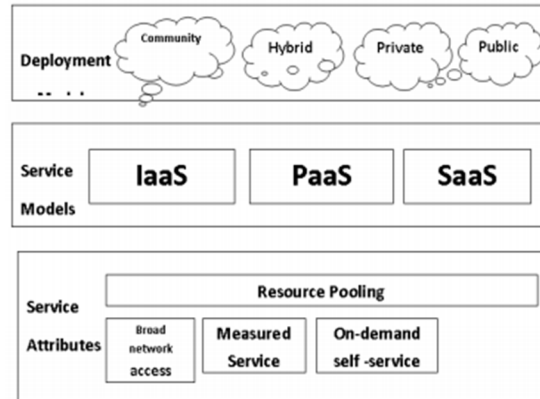 Community
Hybrid
Private
Public
Deployment
IaaS
PaaS
SaaS
Service
Models
Resource Pooling
Service
Attributes
Broad
network
access
Measured
Service
On-demand
self -service